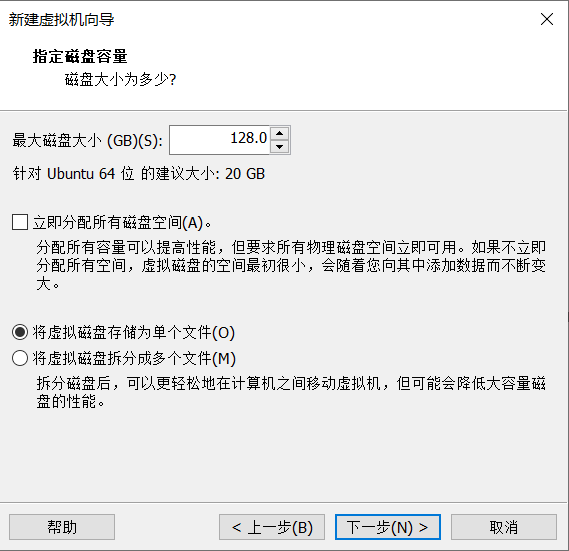 新建虚拟机向导
指定磁盘容量
磁盘大小为多少?
最大磁盘大小 (GB)(S): 128.0
针对 Ubuntu 64 位 的建议大小: 20 GB
立即分配所有磁盘空间(A)。
分配所有容量可以提高性能，但要求所有物理磁盘空间立即可用。如果不立即
分配所有空间，虚拟磁盘的空间最初很小，会随着您向其中添加数据而不断变
大。
将虚拟磁盘存储为单个文件(O)
将虚拟磁盘拆分成多个文件(M)
拆分磁盘后，可以更轻松地在计算机之间移动虚拟机，但可能会降低大容量磁
盘的性能。
帮助 < 上一步(B) 下一步(N) > 取消